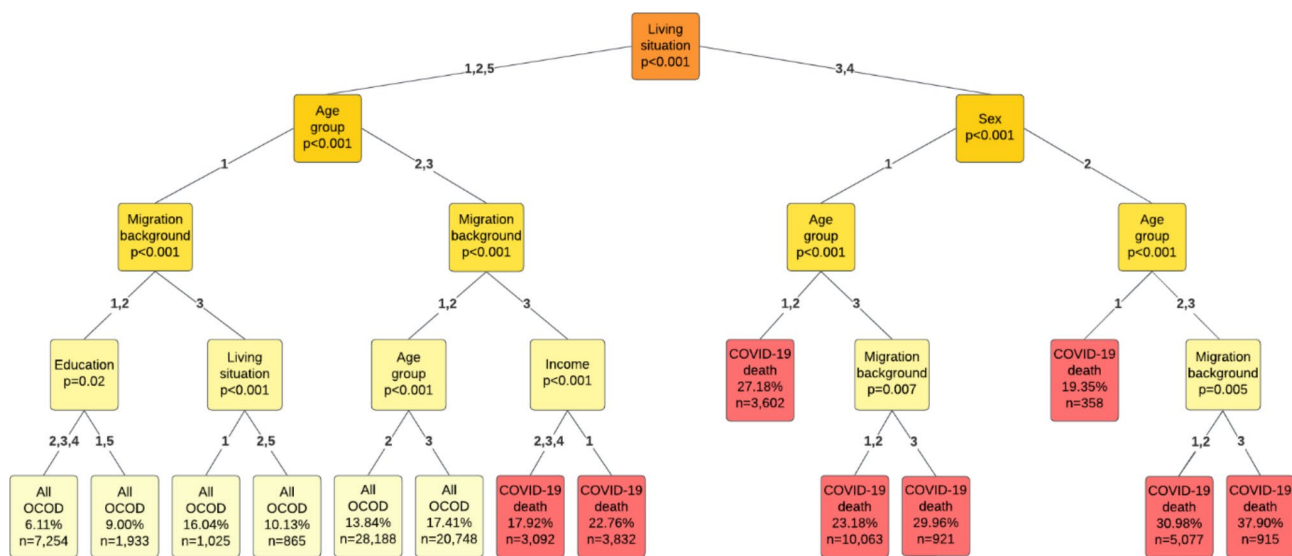 Living
situation
p<0.001
1,2,5
3,4
Age
group
p<0.001
Sex
p<0.001
1
2,3
1
2
Migration
background
p<0.001
Migration
background
p<0.001
Age
group
p<0.001
Age
group
p<0.001
1,2
3
1,2
3
1,2
3
1
2,3
Education
p=0.02
Living
situation
p<0.001
Age
group
p<0.001
Income
p<0.001
COVID-19
death
27.18%
n=3,602
Migration
background
p=0.007
COVID-19
death
19.35%
n=358
Migration
background
p=0.005
2,3,4
1,5
1
2,5
2
3
2,3,4
1
1,2
3
1,2
3
All
OCOD
6.11%
n=7,254
All
OCOD
9.00%
n=1,933
All
OCOD
16.04%
n=1,025
All
OCOD
10.13%
n=865
All
OCOD
13.84%
n=28,188
All
OCOD
17.41%
n=20,748
COVID-19
death
17.92%
n=3,092
COVID-19
death
22.76%
n=3,832
COVID-19
death
23.18%
n=10,063
COVID-19
death
29.96%
n=921
COVID-19
death
30.98%
n=5,077
COVID-19
death
37.90%
n=915